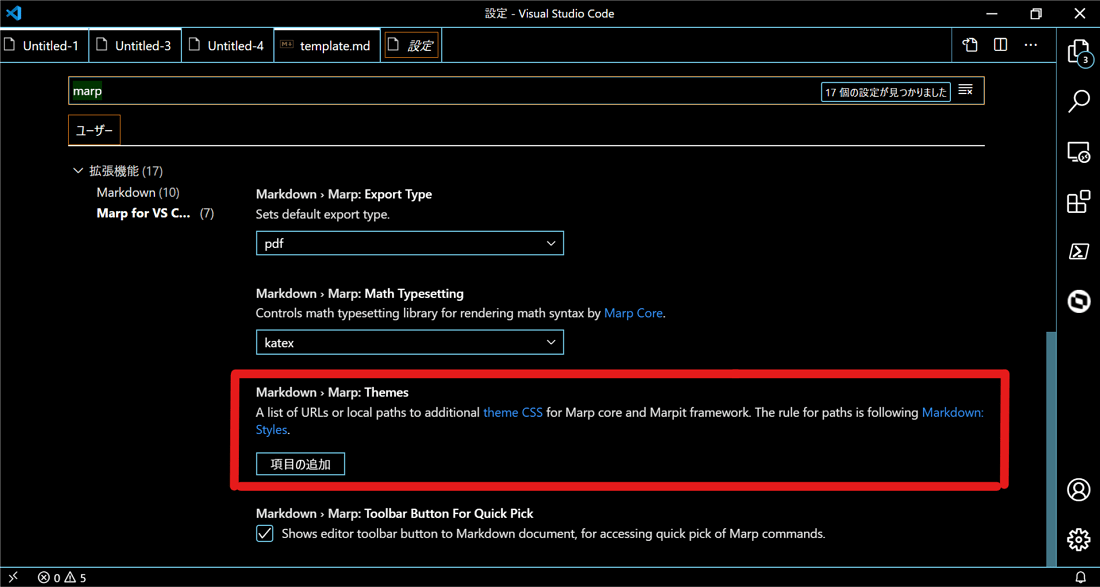 設定 - Visual Studio Code
Untitled-1 Untitled-3 Untitled-4 template.md 設定
3
marp 17 個の設定が見つかりました
ユーザー
拡張機能 (17)
Markdown (10)
Marp for VS C... (7)
Markdown › Marp: Export Type
Sets default export type.
pdf
Markdown › Marp: Math Typesetting
Controls math typesetting library for rendering math syntax by Marp Core.
katex
Markdown › Marp: Themes
A list of URLs or local paths to additional theme CSS for Marp core and Marpit framework. The rule for paths is following Markdown:
Styles.
項目の追加
Markdown › Marp: Toolbar Button For Quick Pick
Shows editor toolbar button to Markdown document, for accessing quick pick of Marp commands.
0 5